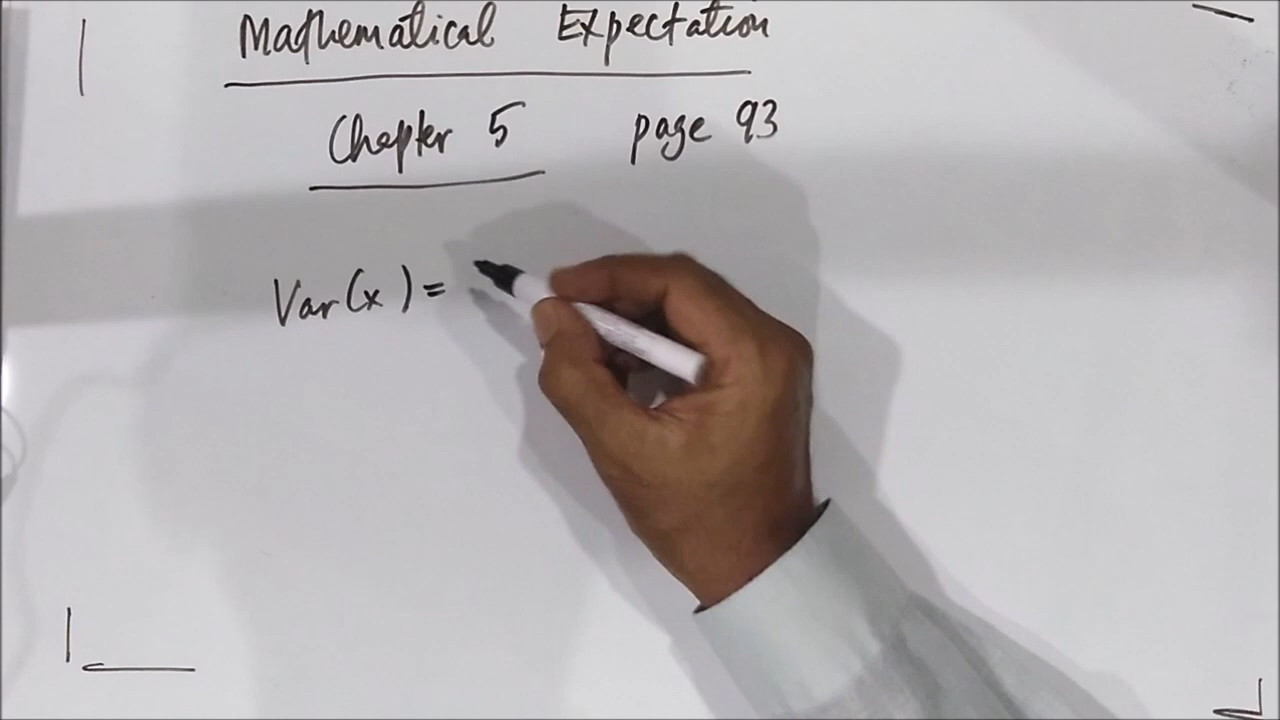 Mathematical Expectation
Chapter 5 page 93
Var(x) =